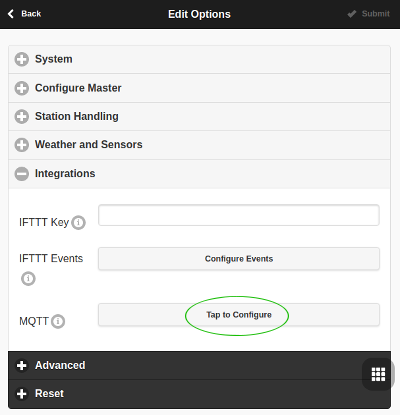 Back
Edit Options
Submit
System
Configure Master
Station Handling
Weather and Sensors
Integrations
IFTTT Key
IFTTT Events
Configure Events
MQTT
Tap to Configure
Advanced
Reset